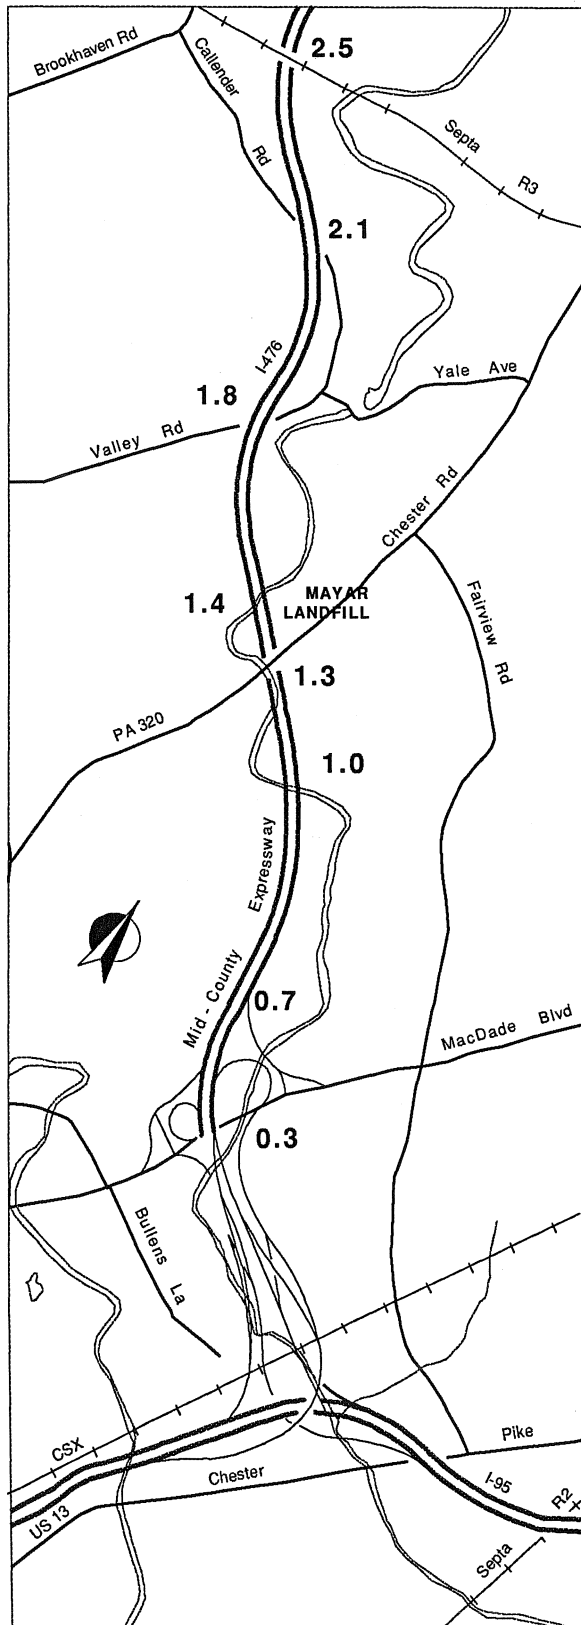 Brookhaven Rd
Callender Rd
2.5
Septa R3
2.1
I-476
1.8
Yale Ave
Valley Rd
Chester Rd
1.4
MAYAR
LANDFILL
Fairview Rd
1.3
PA 320
1.0
Mid - County Expressway
0.7
MacDade Blvd
0.3
Bullens La
CSX
Chester Pike
I-95
R2
US 13
Septa